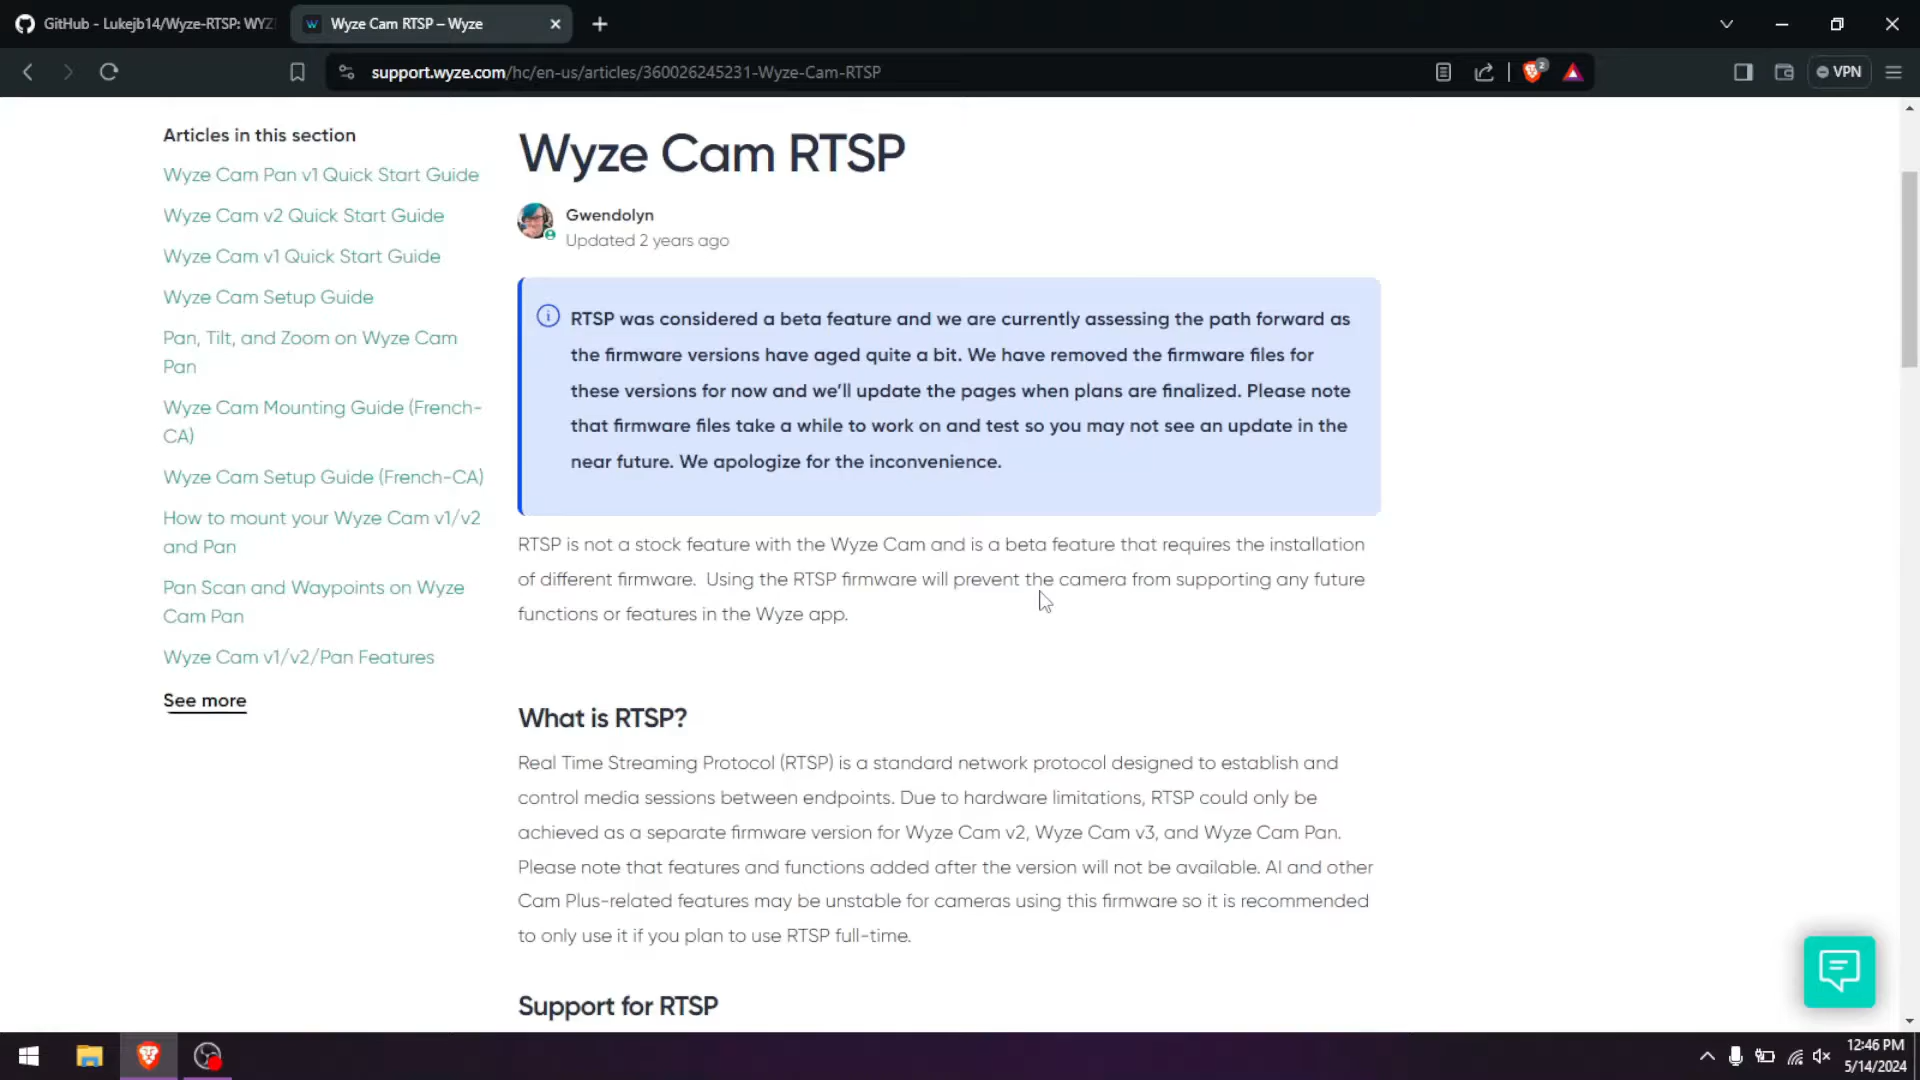 GitHub - Lukejb14/Wyze-RTSP: WYZ
Wyze Cam RTSP – Wyze
support.wyze.com/hc/en-us/articles/360026245231-Wyze-Cam-RTSP
2
VPN
Articles in this section
Wyze Cam Pan v1 Quick Start Guide
Wyze Cam v2 Quick Start Guide
Wyze Cam v1 Quick Start Guide
Wyze Cam Setup Guide
Pan, Tilt, and Zoom on Wyze Cam
Pan
Wyze Cam Mounting Guide (French-
CA)
Wyze Cam Setup Guide (French-CA)
How to mount your Wyze Cam v1/v2
and Pan
Pan Scan and Waypoints on Wyze
Cam Pan
Wyze Cam v1/v2/Pan Features
See more
Wyze Cam RTSP
Gwendolyn
Updated 2 years ago
RTSP was considered a beta feature and we are currently assessing the path forward as
the firmware versions have aged quite a bit. We have removed the firmware files for
these versions for now and we’ll update the pages when plans are finalized. Please note
that firmware files take a while to work on and test so you may not see an update in the
near future. We apologize for the inconvenience.
RTSP is not a stock feature with the Wyze Cam and is a beta feature that requires the installation
of different firmware. Using the RTSP firmware will prevent the camera from supporting any future
functions or features in the Wyze app.
What is RTSP?
Real Time Streaming Protocol (RTSP) is a standard network protocol designed to establish and
control media sessions between endpoints. Due to hardware limitations, RTSP could only be
achieved as a separate firmware version for Wyze Cam v2, Wyze Cam v3, and Wyze Cam Pan.
Please note that features and functions added after the version will not be available. AI and other
Cam Plus-related features may be unstable for cameras using this firmware so it is recommended
to only use it if you plan to use RTSP full-time.
Support for RTSP
12:46 PM
5/14/2024